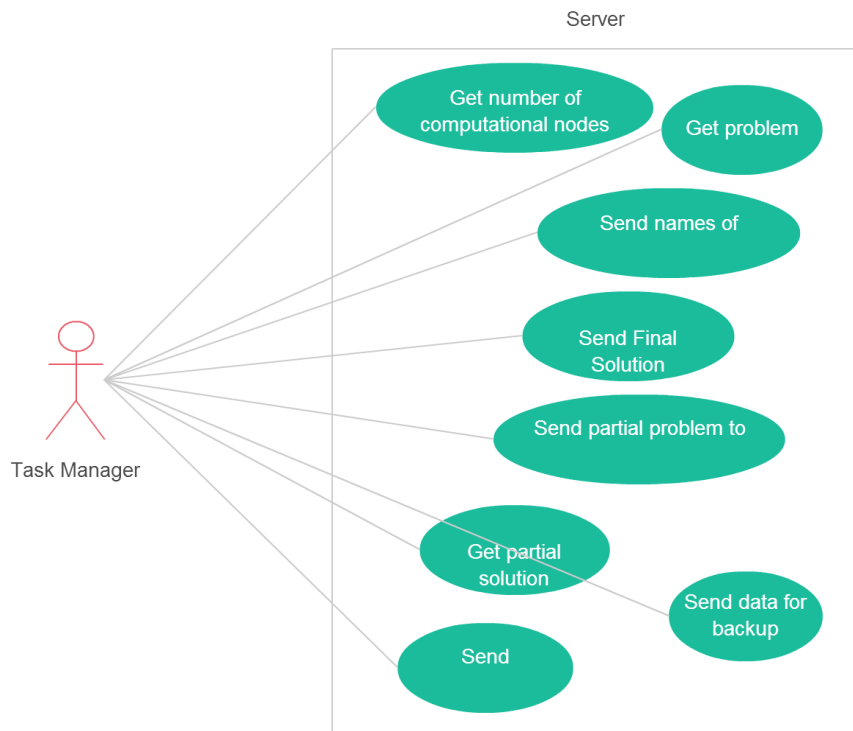 Server
Get number of
computational nodes
Get problem
Send names of
Send Final
Solution
Task Manager
Send partial problem to
Get partial
solution
Send data for
backup
Send